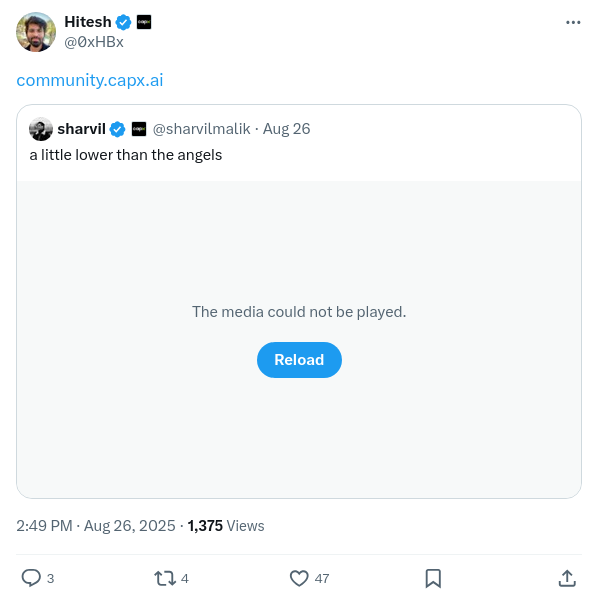 Hitesh
@0xHBx
community.capx.ai
sharvil @sharvilmalik · Aug 26
a little lower than the angels
The media could not be played.
Reload
2:49 PM · Aug 26, 2025 · 1,375 Views
3 4 47